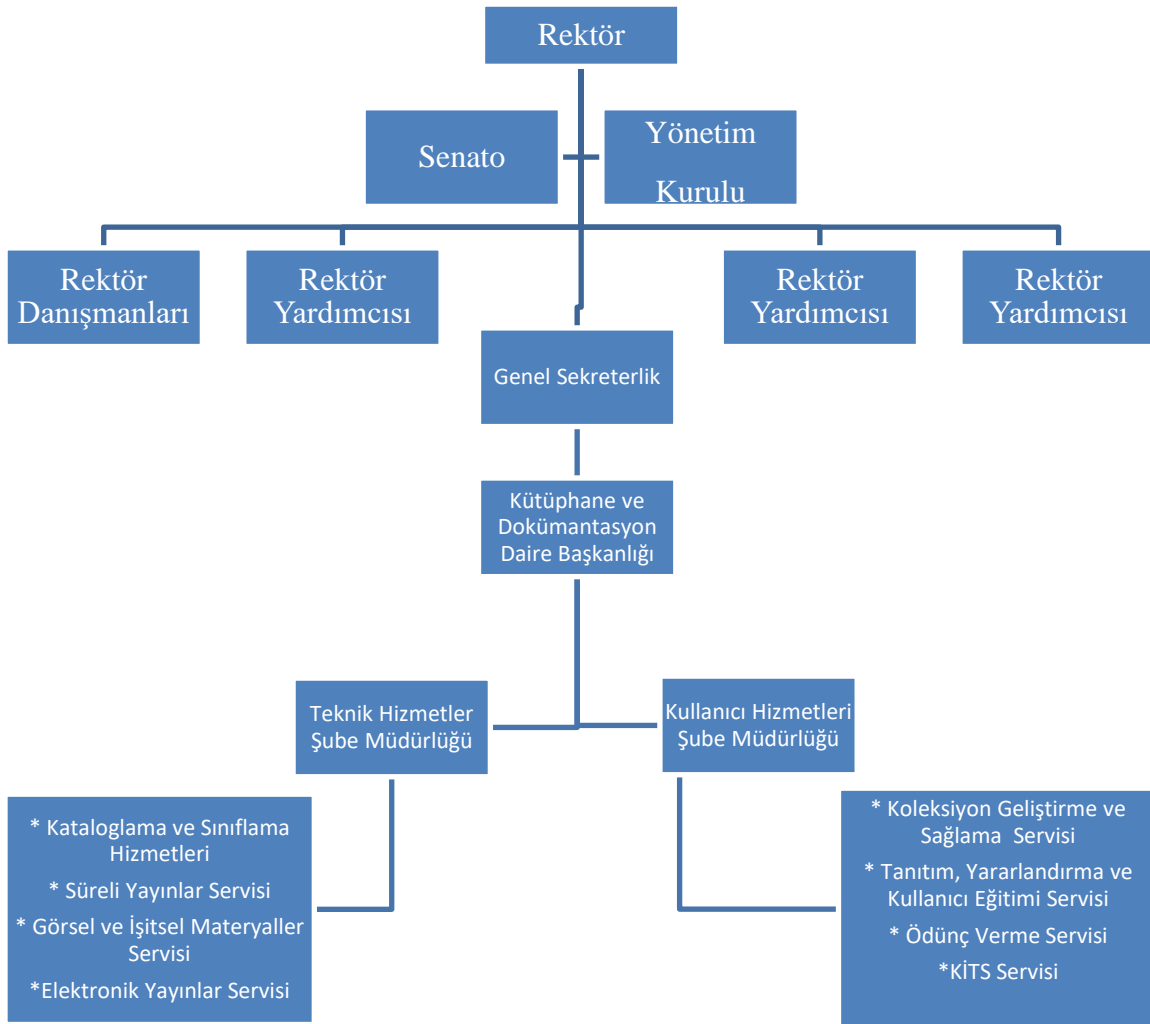 Rektör
Senato
Yönetim
Kurulu
Rektör
Danışmanları
Rektör
Yardımcısı
Rektör
Yardımcısı
Rektör
Yardımcısı
Genel Sekreterlik
Kütüphane ve
Dokümantasyon
Daire Başkanlığı
Teknik Hizmetler
Şube Müdürlüğü
Kullanıcı Hizmetleri
Şube Müdürlüğü
* Kataloglama ve Sınıflama
Hizmetleri
* Süreli Yayınlar Servisi
* Görsel ve İşitsel Materyaller
Servisi
*Elektronik Yayınlar Servisi
* Koleksiyon Geliştirme ve
Sağlama Servisi
* Tanıtım, Yararlandırma ve
Kullanıcı Eğitimi Servisi
* Ödünç Verme Servisi
*KİTS Servisi